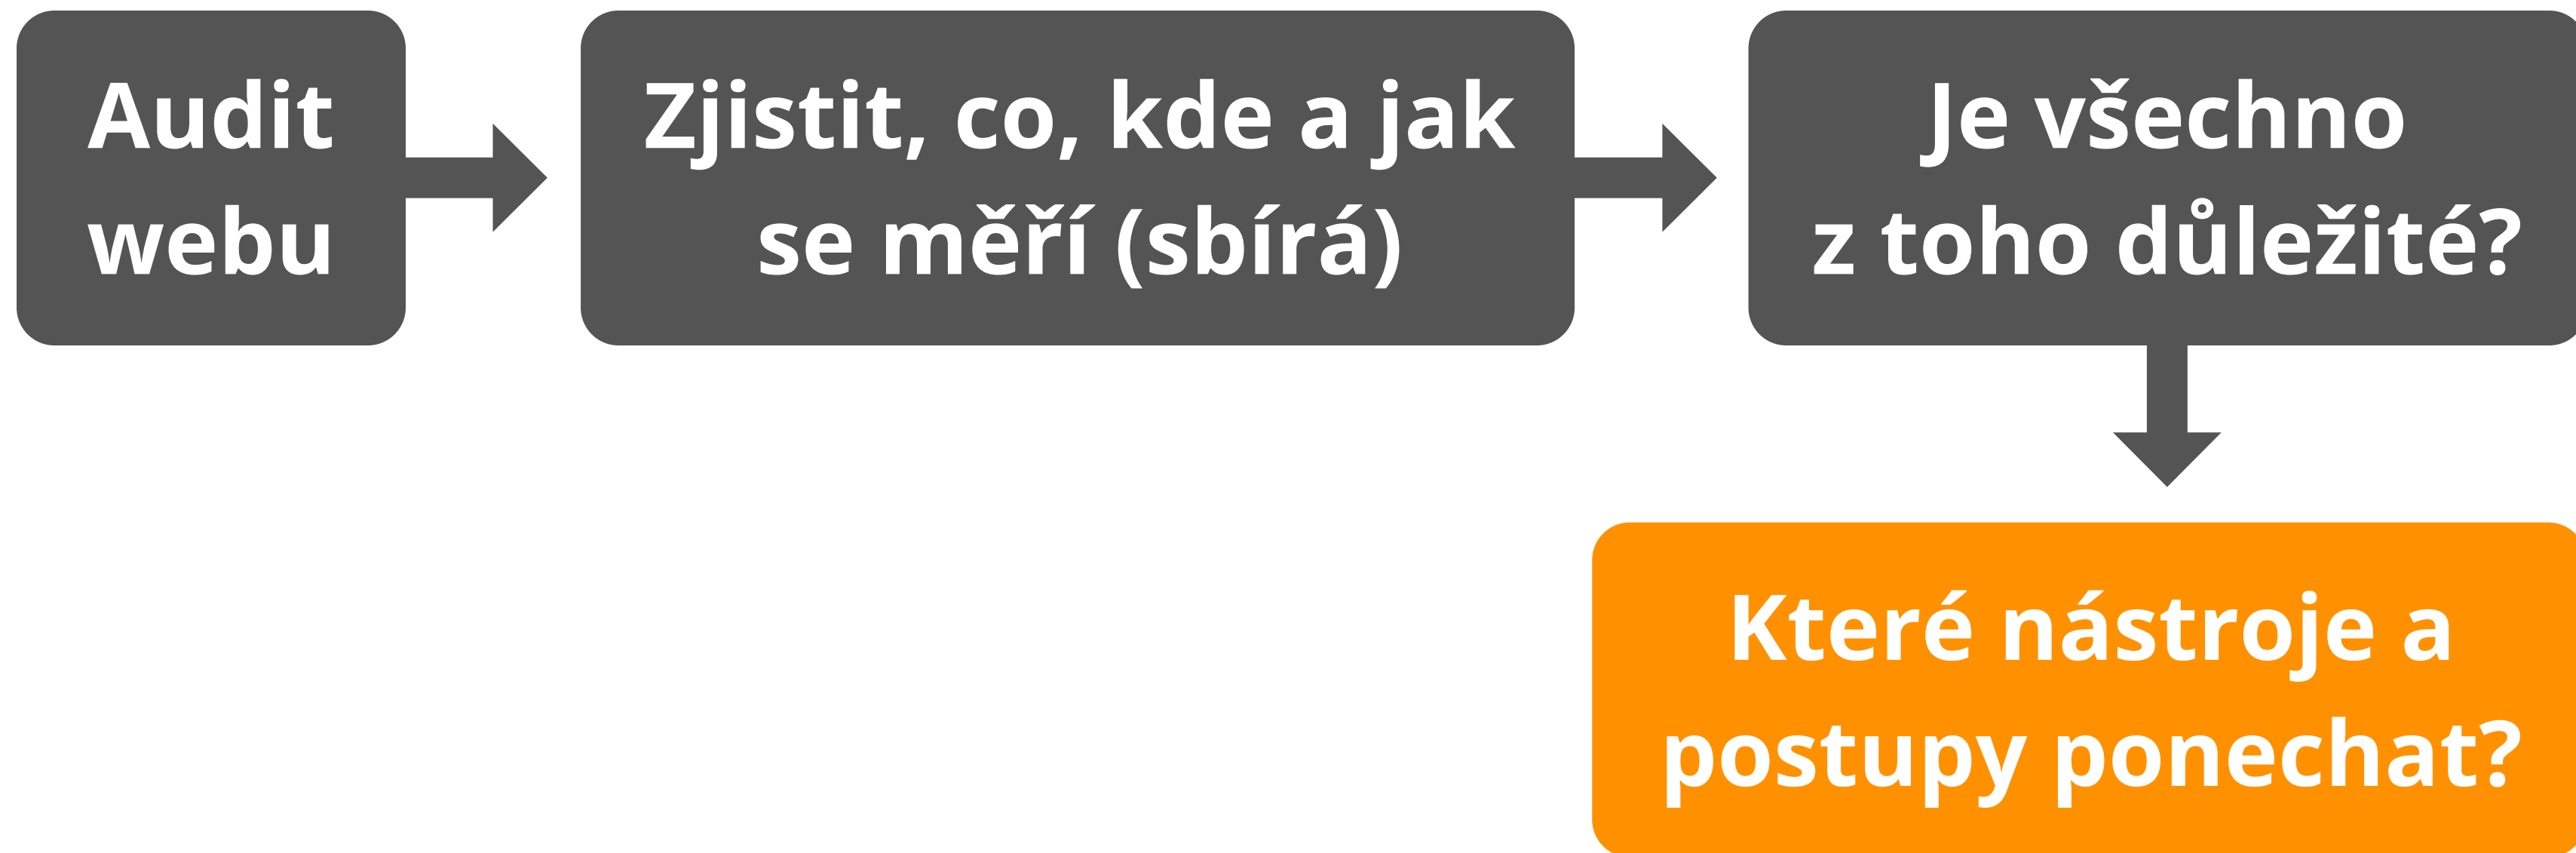 Audit
webu
Zjistit, co, kde a jak
se měří (sbírá)
Je všechno
z toho důležité?
Které nástroje a
postupy ponechat?